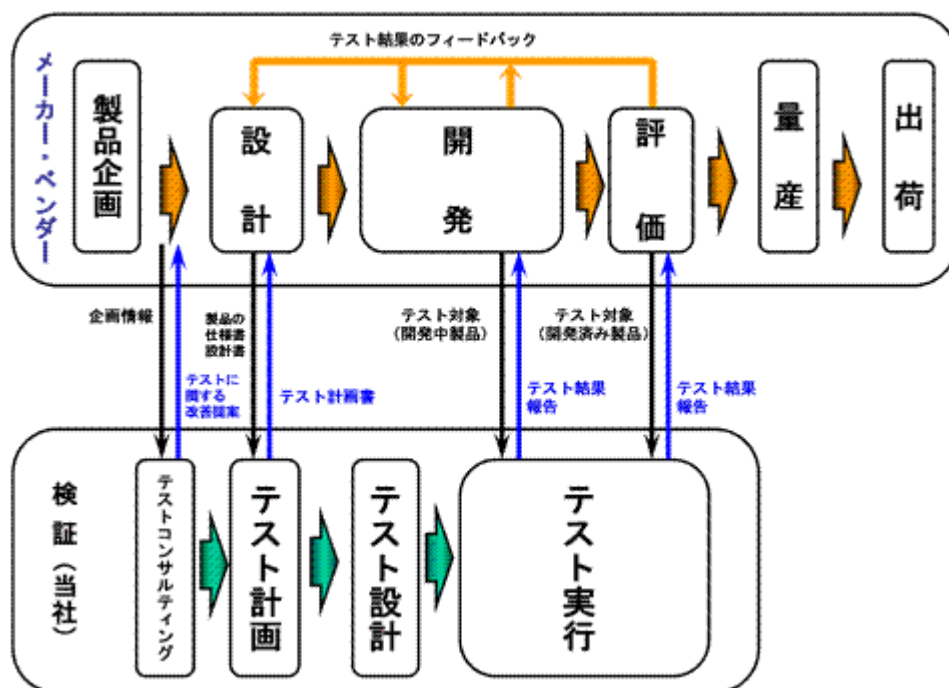 テスト結果のフィードバック
メーカー・ベンダー
製品企画
設計
開発
評価
量産
出荷
企画情報
製品の
仕様書
設計書
テスト対象
（開発中製品）
テスト対象
（開発済み製品）
テストに
関する
改善提案
テスト計画書
テスト結果
報告
テスト結果
報告
検証（当社）
テストコンサルティング
テスト計画
テスト設計
テスト実行